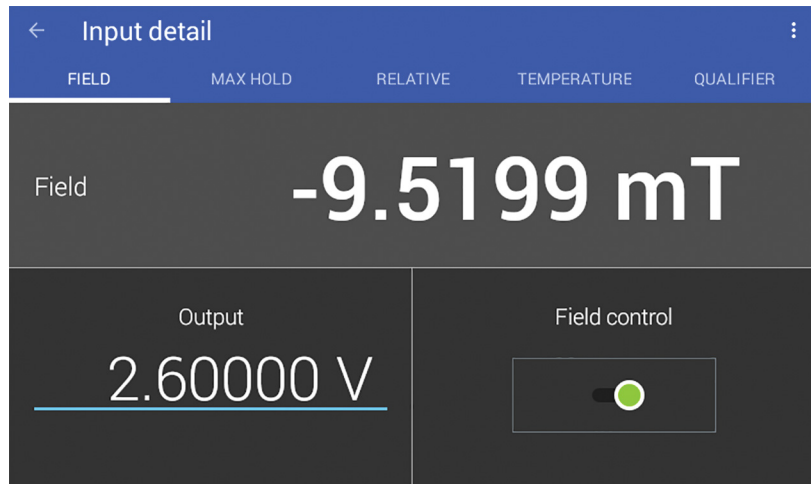 Input detail
FIELD MAX HOLD RELATIVE TEMPERATURE QUALIFIER
Field -9.5199 mT
Output Field control
2.60000 V